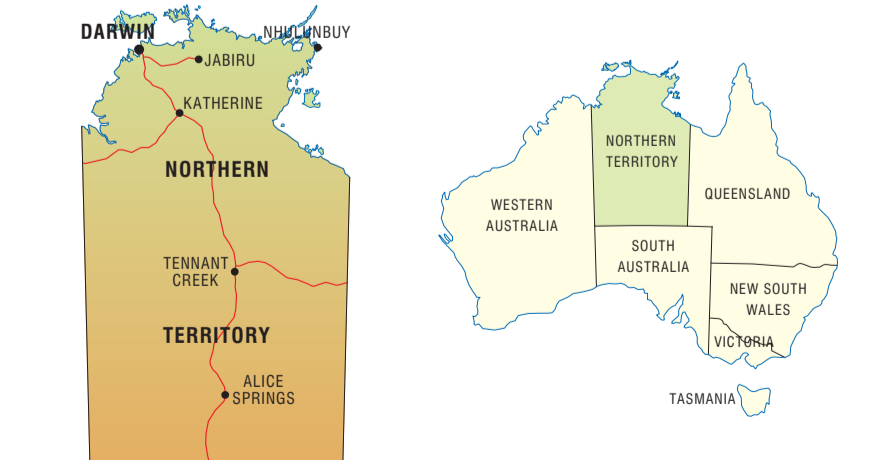 DARWIN
NHULUNBUY
JABIRU
KATHERINE
NORTHERN
TENNANT
CREEK
TERRITORY
ALICE
SPRINGS
NORTHERN
TERRITORY
QUEENSLAND
WESTERN
AUSTRALIA
SOUTH
AUSTRALIA
NEW SOUTH
WALES
VICTORIA
TASMANIA